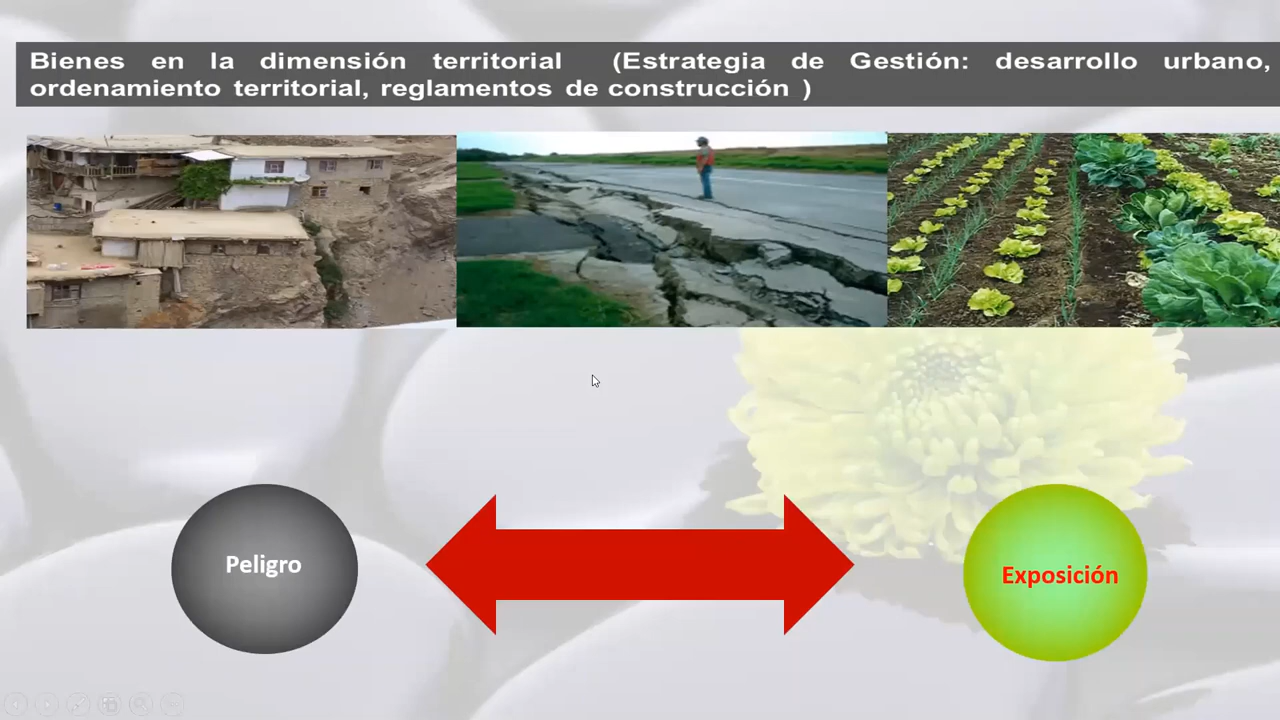 Bienes en la dimensión territorial (Estrategia de Gestión: desarrollo urbano,
ordenamiento territorial, reglamentos de construcción )
Peligro
Exposición